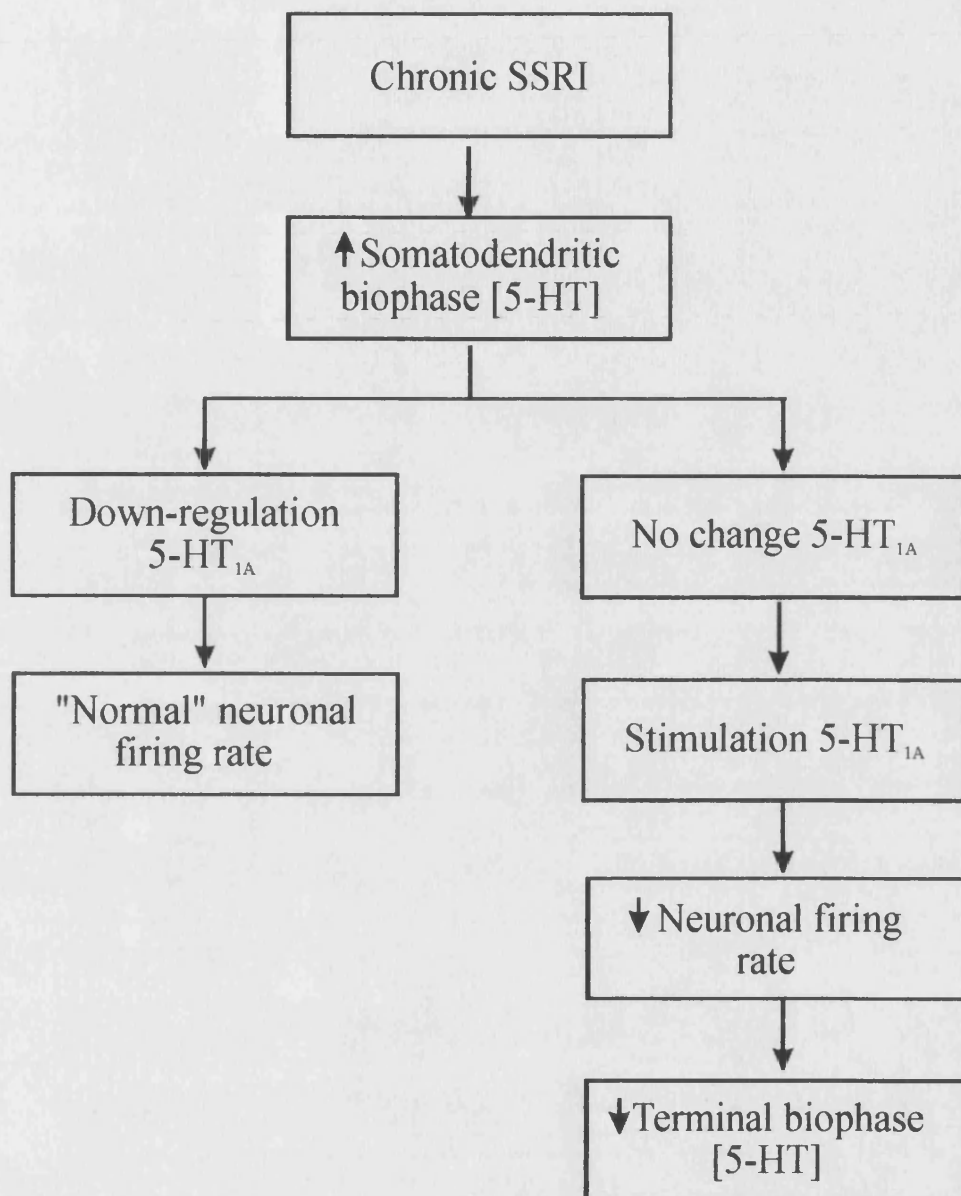 Chronic SSRI
↑ Somatodendritic
biophase [5-HT]
Down-regulation
5-HT₁ₐ
No change 5-HT₁ₐ
"Normal" neuronal
firing rate
Stimulation 5-HT₁ₐ
↓ Neuronal firing
rate
↓ Terminal biophase
[5-HT]